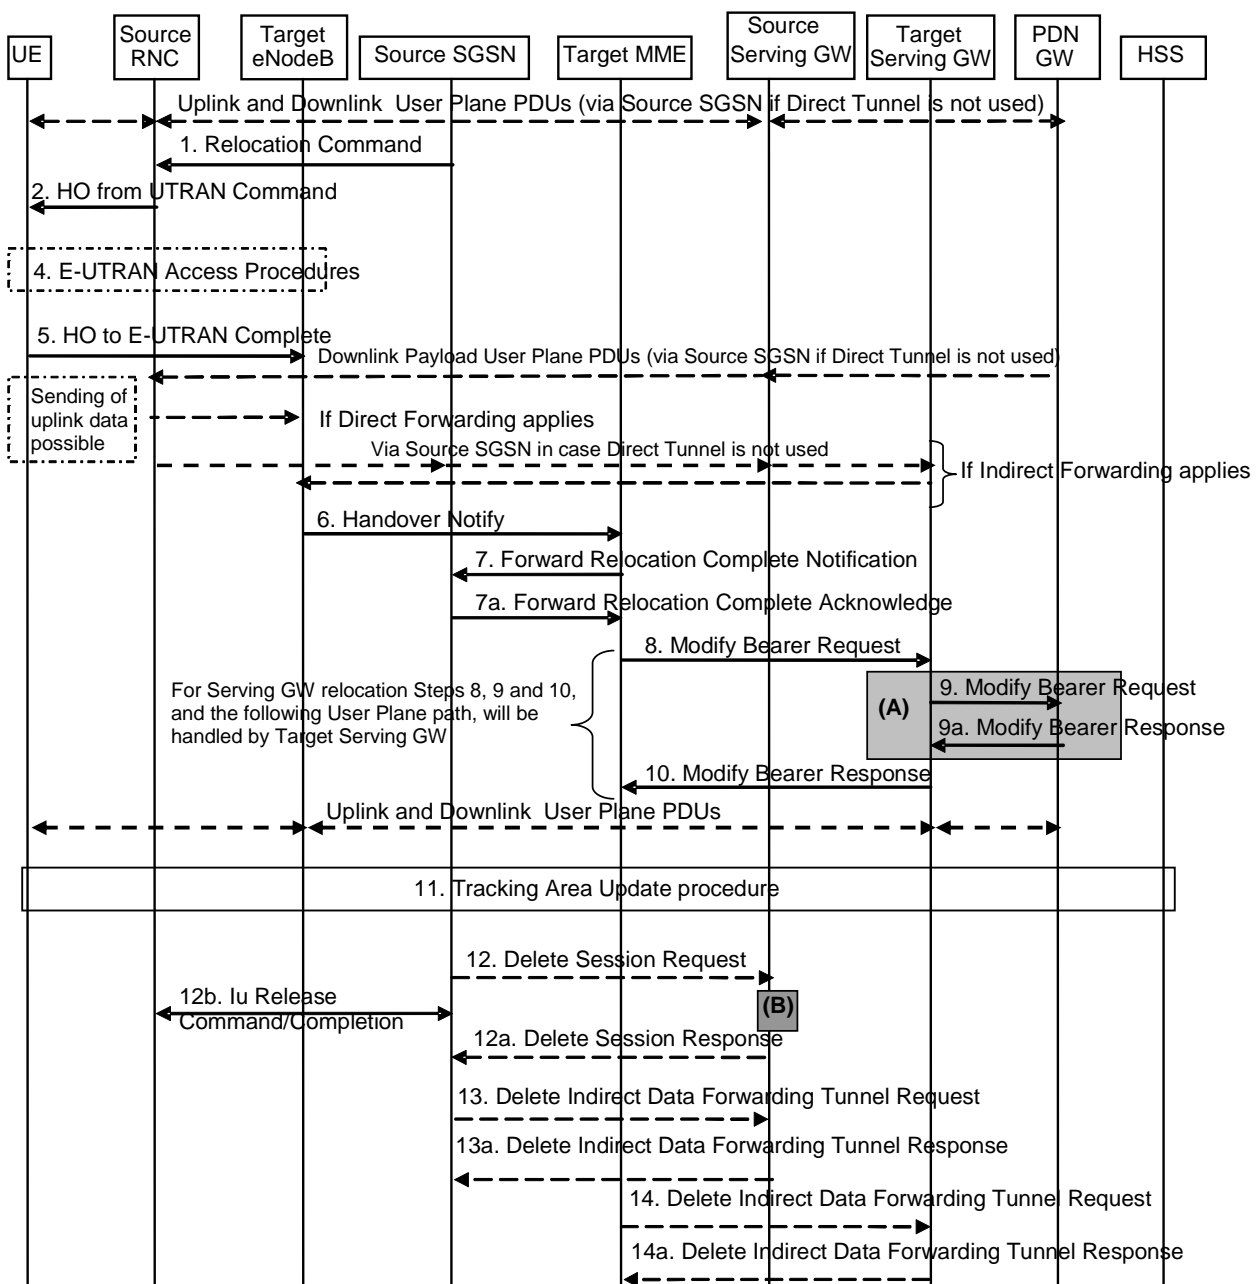 UE
Source
RNC
Target
eNodeB
Source SGSN
Target MME
Source
Serving GW
Target
Serving GW
PDN
GW
HSS
Uplink and Downlink User Plane PDUs (via Source SGSN if Direct Tunnel is not used)
1. Relocation Command
2. HO from UTRAN Command
4. E-UTRAN Access Procedures
5. HO to E-UTRAN Complete
Downlink Payload User Plane PDUs (via Source SGSN if Direct Tunnel is not used)
Sending of
uplink data
possible
If Direct Forwarding applies
Via Source SGSN in case Direct Tunnel is not used
If Indirect Forwarding applies
6. Handover Notify
7. Forward Relocation Complete Notification
7a. Forward Relocation Complete Acknowledge
8. Modify Bearer Request
For Serving GW relocation Steps 8, 9 and 10,
and the following User Plane path, will be
handled by Target Serving GW
(A)
9. Modify Bearer Request
9a. Modify Bearer Response
10. Modify Bearer Response
Uplink and Downlink User Plane PDUs
11. Tracking Area Update procedure
12. Delete Session Request
12b. Iu Release
Command/Completion
(B)
12a. Delete Session Response
13. Delete Indirect Data Forwarding Tunnel Request
13a. Delete Indirect Data Forwarding Tunnel Response
14. Delete Indirect Data Forwarding Tunnel Request
14a. Delete Indirect Data Forwarding Tunnel Response